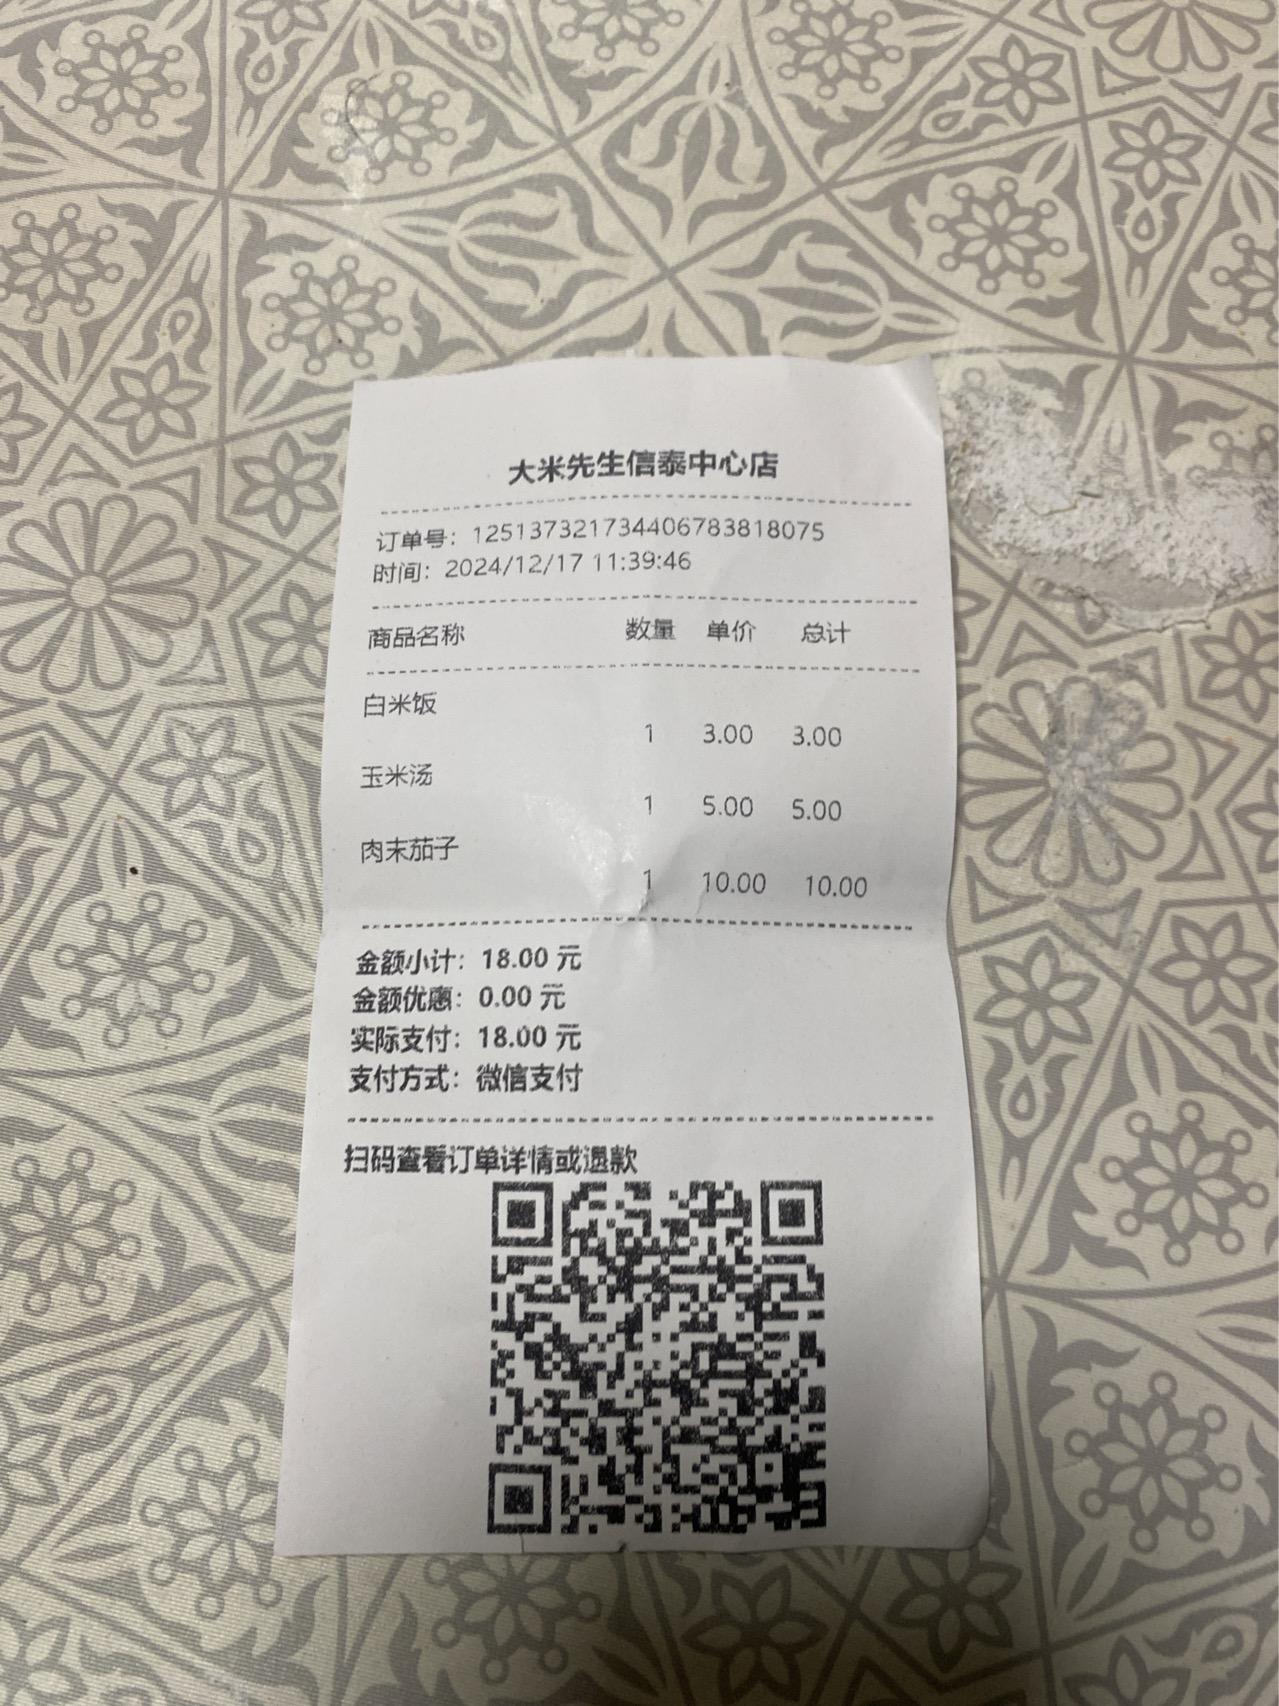 大米先生信泰中心店
订单号：1251373217344067838​18075
时间：2024/12/17 11:39:46
商品名称 数量 单价 总计
白米饭
1 3.00 3.00
玉米汤
1 5.00 5.00
肉末茄子
1 10.00 10.00
金额小计：18.00 元
金额优惠：0.00 元
实际支付：18.00 元
支付方式：微信支付
扫码查看订单详情或退款